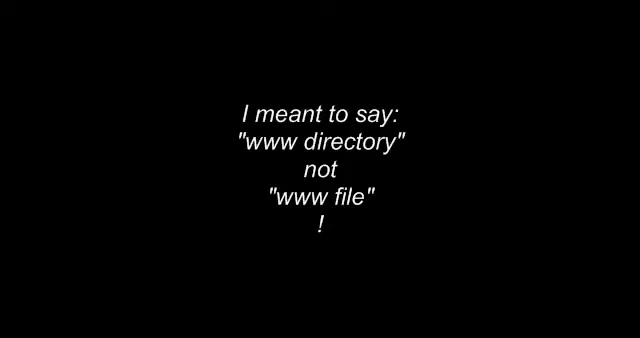 I meant to say:
"www directory"
not
"www file"
!